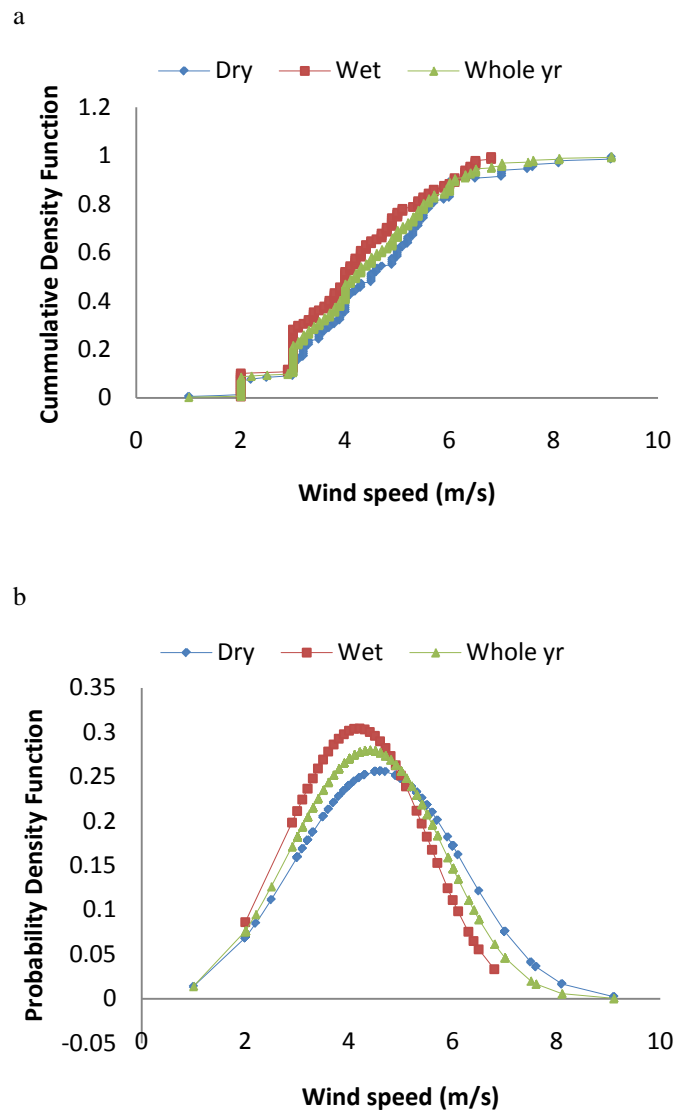 a
Dry Wet Whole yr
1.2
1
0.8
0.6
0.4
0.2
0
0 2 4 6 8 10
Cummulative Density Function
Wind speed (m/s)
b
Dry Wet Whole yr
0.35
0.3
0.25
0.2
0.15
0.1
0.05
0
-0.05
0 2 4 6 8 10
Probability Density Function
Wind speed (m/s)